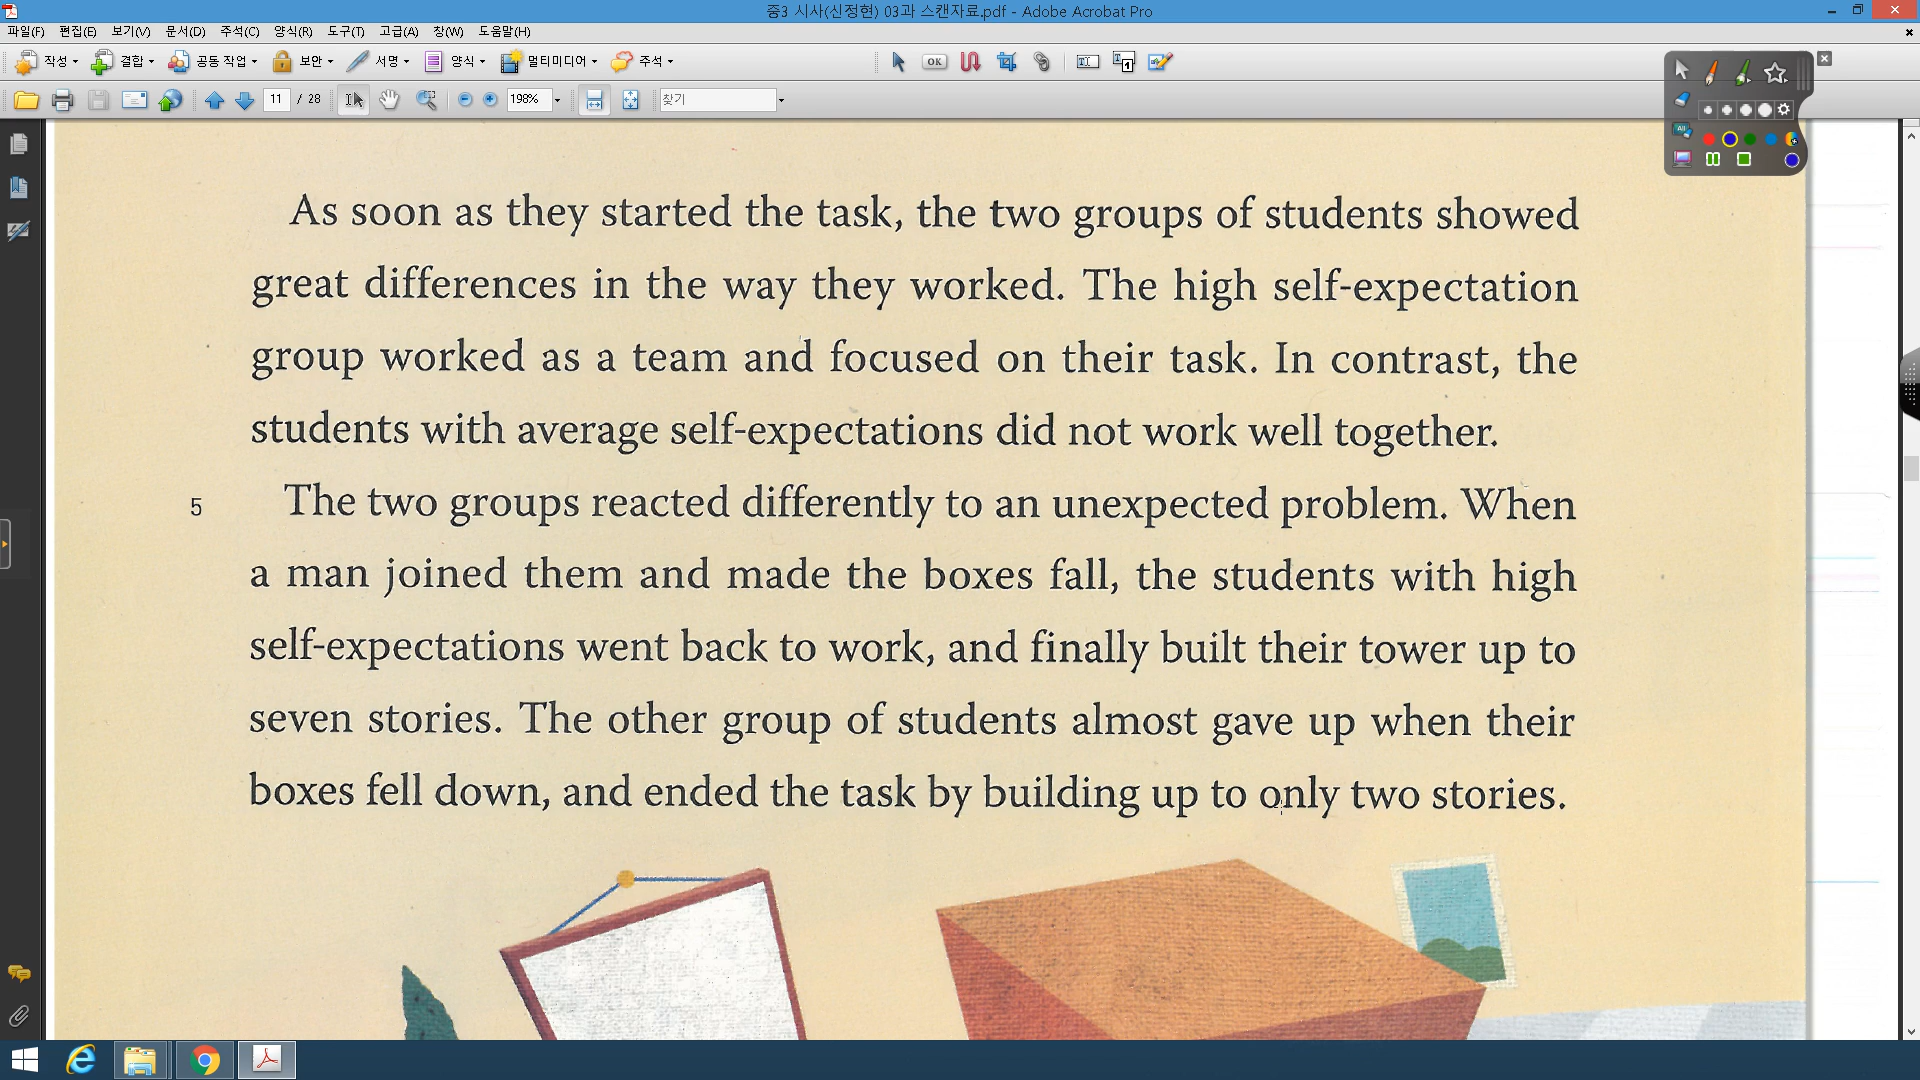 중3 시사(신정현) 03과 스캔자료.pdf - Adobe Acrobat Pro
파일(F) 편집(E) 보기(V) 문서(D) 주석(C) 양식(R) 도구(T) 고급(A) 창(W) 도움말(H)
작성 결합 공동 작업 보안 서명 양식 멀티미디어 주석 OK
11 / 28 198% 찾기
As soon as they started the task, the two groups of students showed
great differences in the way they worked. The high self-expectation
group worked as a team and focused on their task. In contrast, the
students with average self-expectations did not work well together.
5 The two groups reacted differently to an unexpected problem. When
a man joined them and made the boxes fall, the students with high
self-expectations went back to work, and finally built their tower up to
seven stories. The other group of students almost gave up when their
boxes fell down, and ended the task by building up to only two stories.